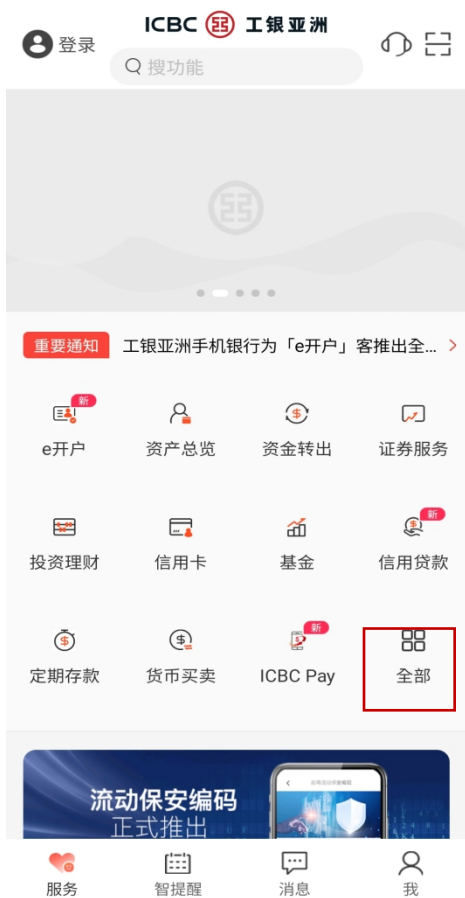 ICBC 工银亚洲
登录
搜功能
重要通知 工银亚洲手机银行为「e开户」客推出全...
新
e开户 资产总览 资金转出 证券服务
新
投资理财 信用卡 基金 信用贷款
新
定期存款 货币买卖 ICBC Pay 全部
流动保安编码
正式推出
服务 智提醒 消息 我